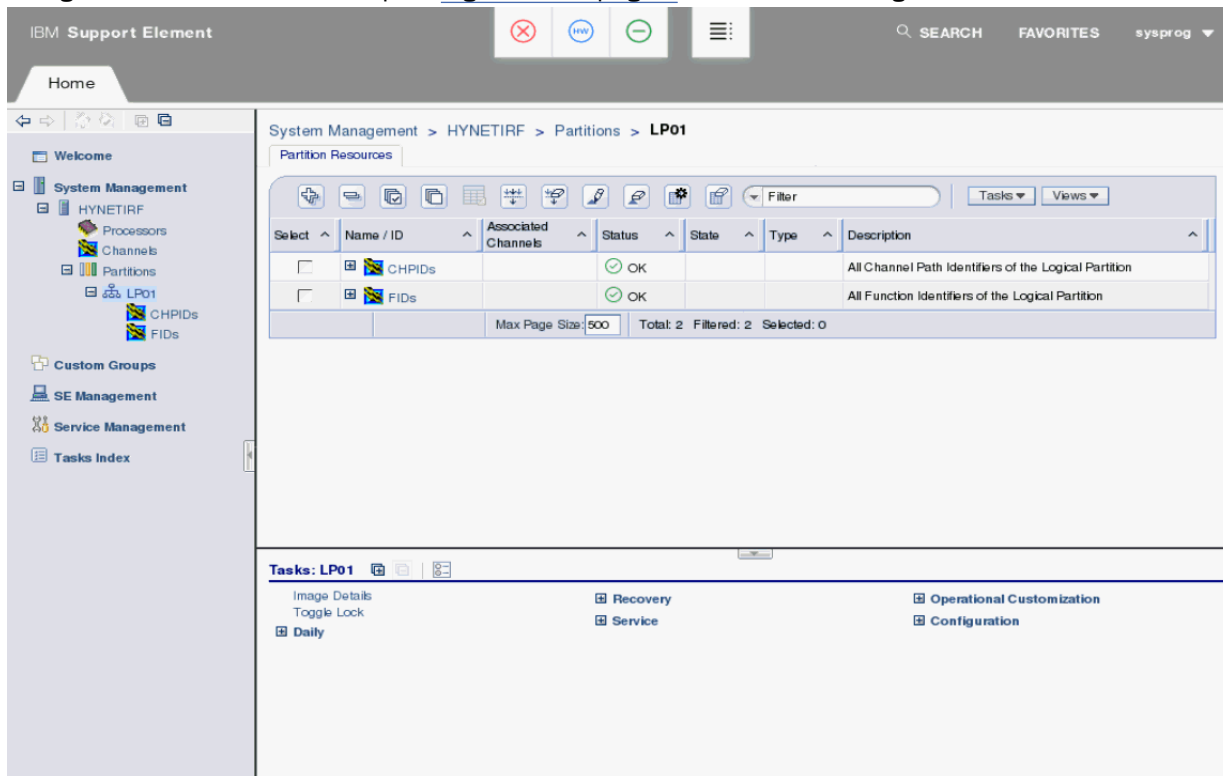 IBM Support Element
HW
SEARCH FAVORITES sysprog
Home
Welcome
System Management
HYNETIRF
Processors
Channels
Partitions
LP01
CHPIDs
FIDs
Custom Groups
SE Management
Service Management
Tasks Index
System Management > HYNETIRF > Partitions > LP01
Partition Resources
Filter Tasks Views
Select Name / ID Associated Channels Status State Type Description
CHPIDs OK All Channel Path Identifiers of the Logical Partition
FIDs OK All Function Identifiers of the Logical Partition
Max Page Size: 500 Total: 2 Filtered: 2 Selected: 0
Tasks: LP01
Image Details
Toggle Lock
Daily
Recovery
Service
Operational Customization
Configuration